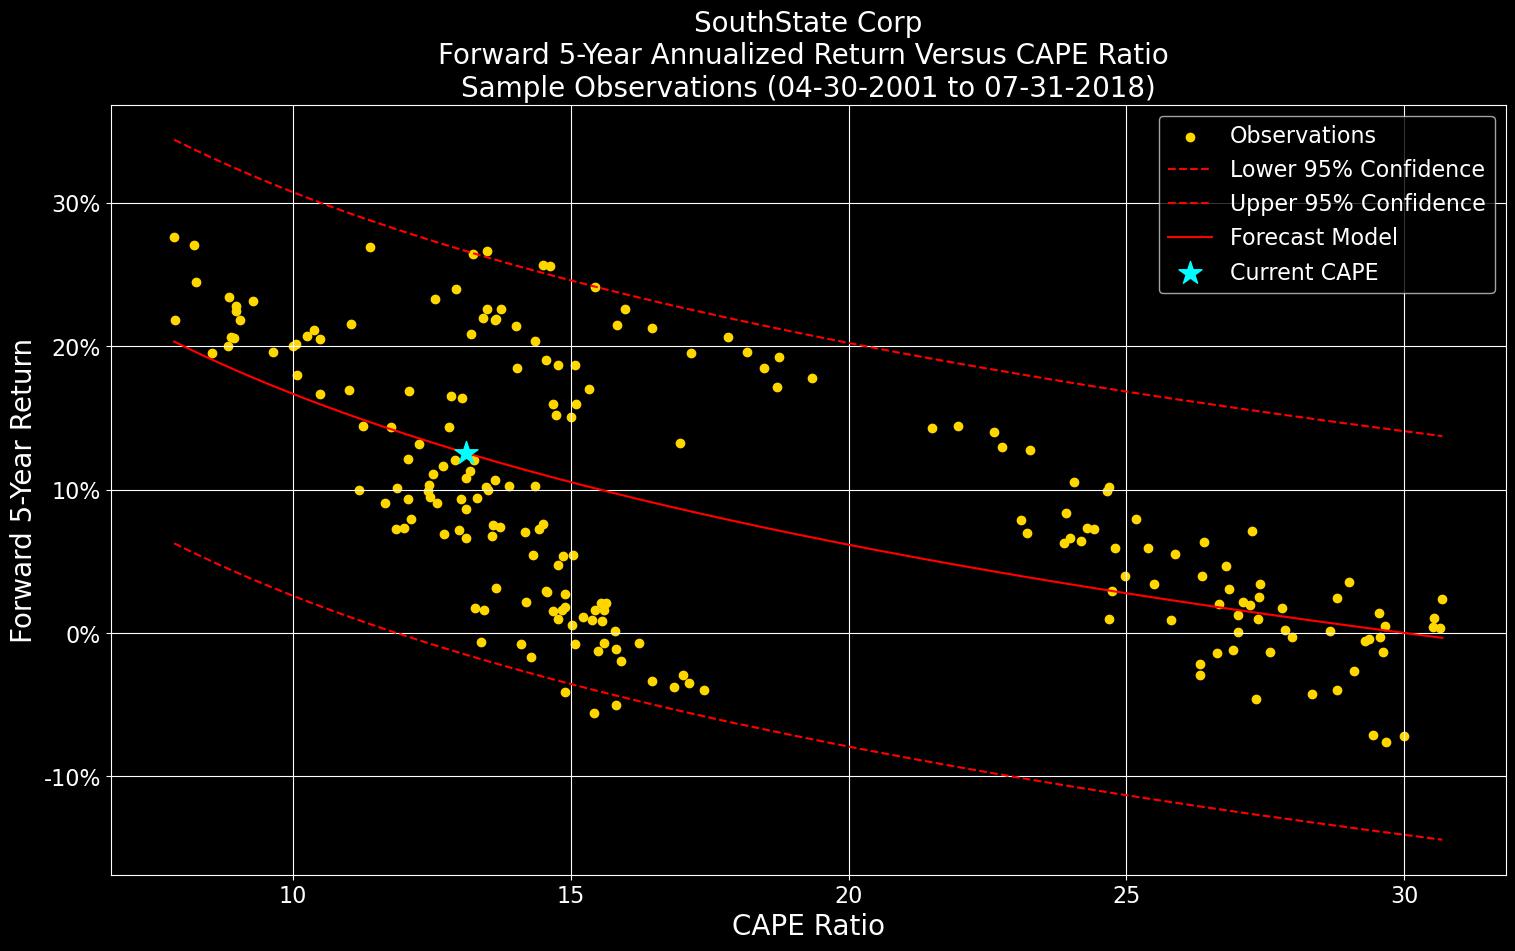 SouthState Corp
Forward 5-Year Annualized Return Versus CAPE Ratio
Sample Observations (04-30-2001 to 07-31-2018)
Observations
Lower 95% Confidence
Upper 95% Confidence
Forecast Model
Current CAPE
Forward 5-Year Return
30%
20%
10%
0%
-10%
10
15
20
25
30
CAPE Ratio